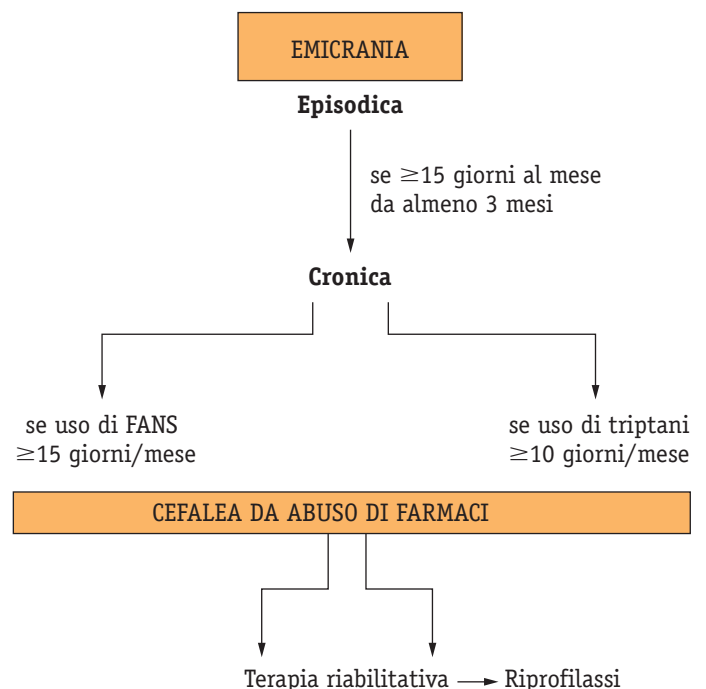 EMICRANIA
Episodica
se ≥15 giorni al mese
da almeno 3 mesi
Cronica
se uso di FANS
≥15 giorni/mese
se uso di triptani
≥10 giorni/mese
CEFALEA DA ABUSO DI FARMACI
Terapia riabilitativa → Riprofilassi